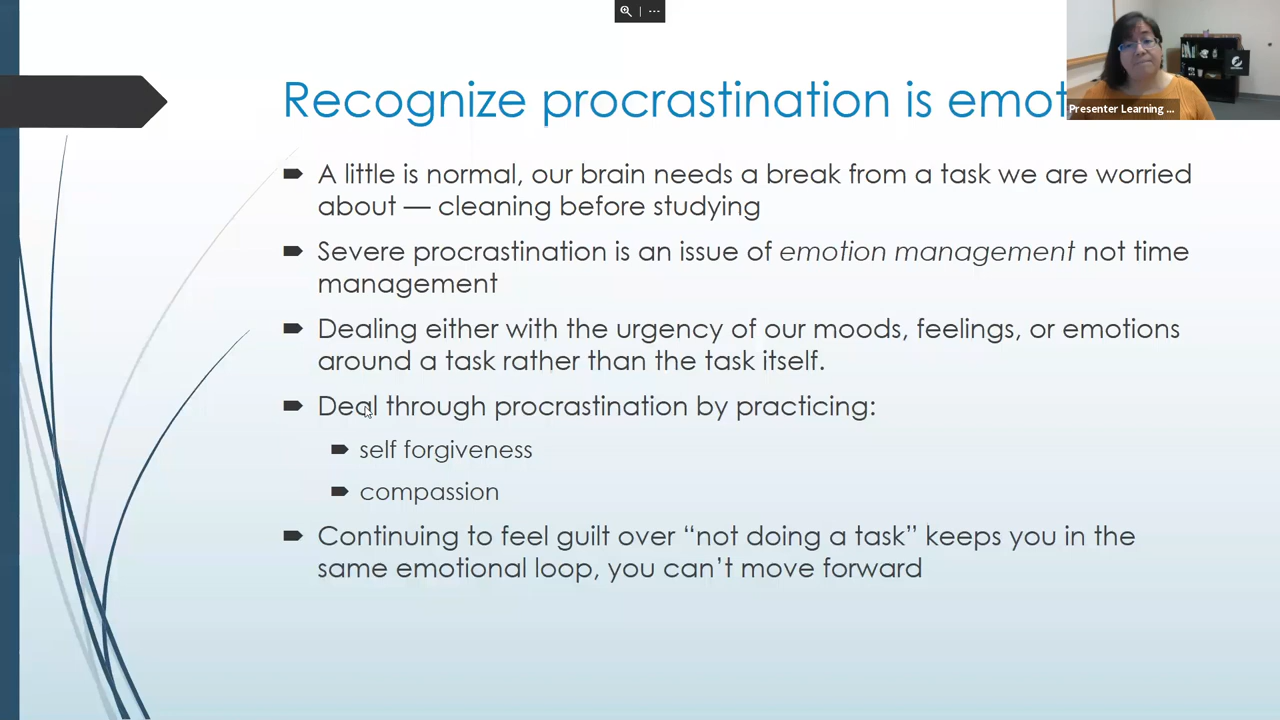 Recognize procrastination is emot
Presenter Learning ...
A little is normal, our brain needs a break from a task we are worried
about — cleaning before studying
Severe procrastination is an issue of emotion management not time
management
Dealing either with the urgency of our moods, feelings, or emotions
around a task rather than the task itself.
Deal through procrastination by practicing:
self forgiveness
compassion
Continuing to feel guilt over “not doing a task” keeps you in the
same emotional loop, you can’t move forward